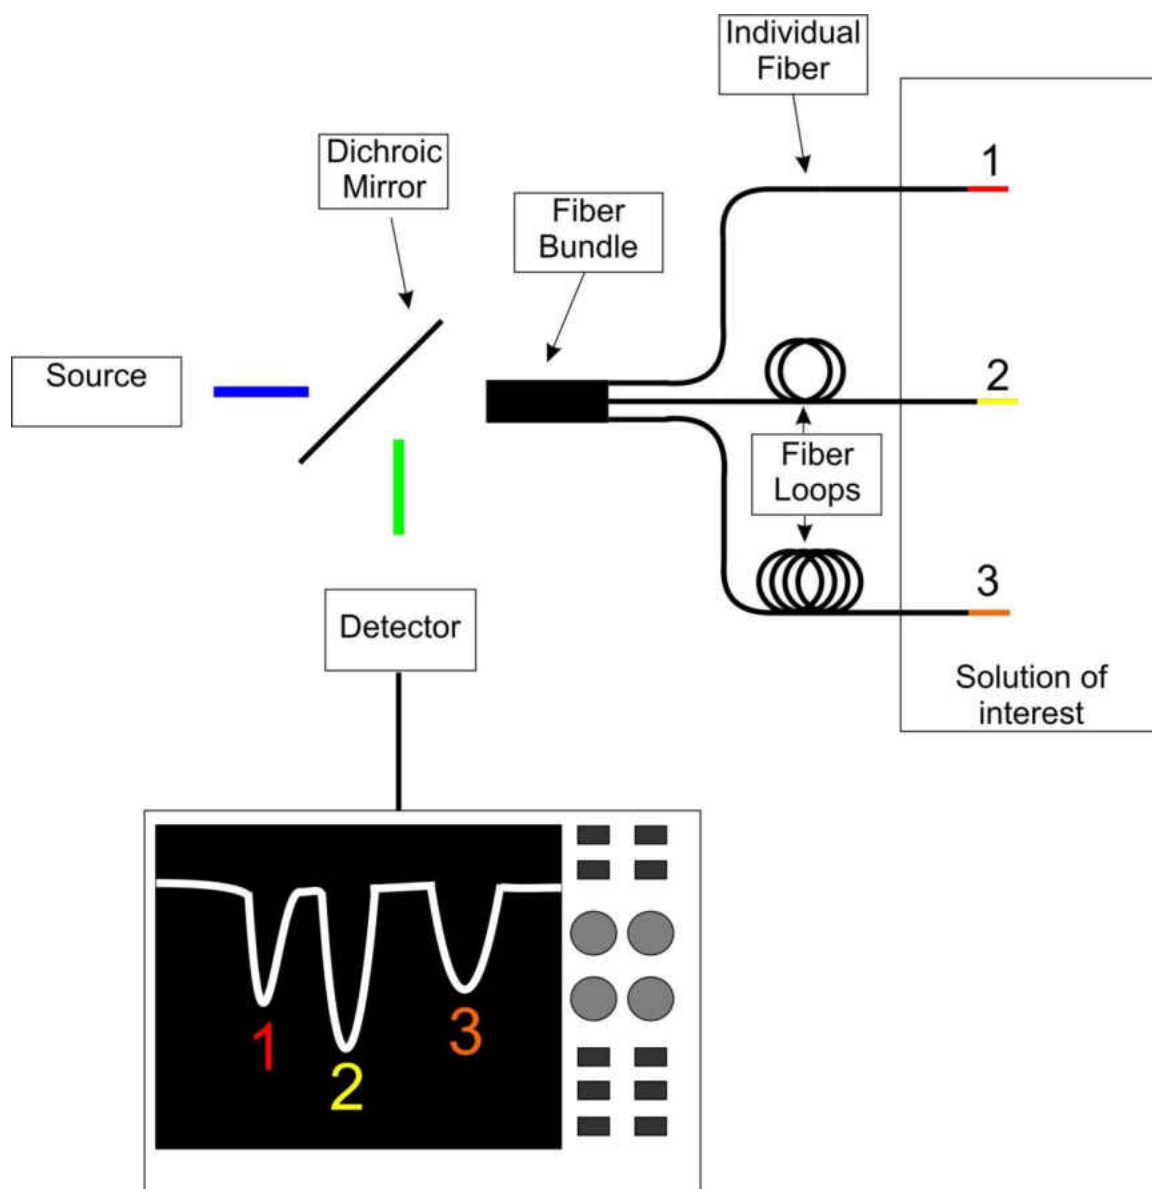 Individual
Fiber
1
Dichroic
Mirror
Fiber
Bundle
Source
2
Fiber
Loops
3
Detector
Solution of
interest
1
2
3